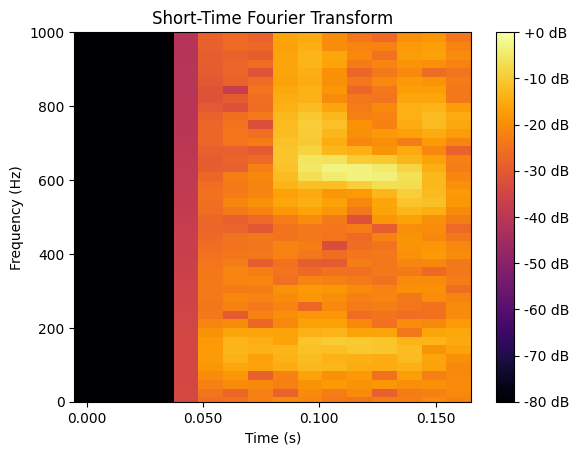 Short-Time Fourier Transform
Frequency (Hz)
1000
800
600
400
200
0
0.000
0.050
0.100
0.150
Time (s)
+0 dB
-10 dB
-20 dB
-30 dB
-40 dB
-50 dB
-60 dB
-70 dB
-80 dB